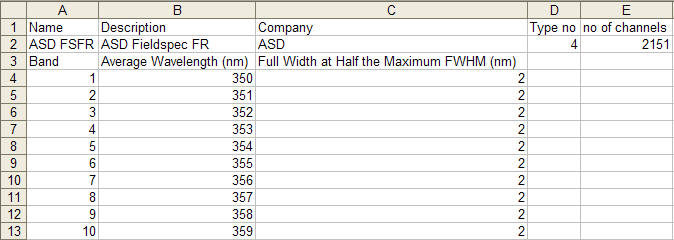 A B C D E
1 Name Description Company Type no no of channels
2 ASD FSFR ASD Fieldspec FR ASD 4 2151
3 Band Average Wavelength (nm) Full Width at Half the Maximum FWHM (nm)
4 1 350 2
5 2 351 2
6 3 352 2
7 4 353 2
8 5 354 2
9 6 355 2
10 7 356 2
11 8 357 2
12 9 358 2
13 10 359 2